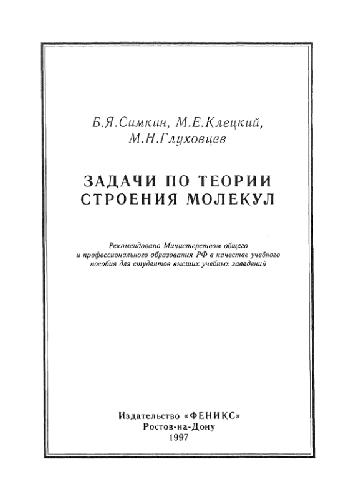 Б.Я.Симкин, М.Е.Клецкий,
М.Н.Глуховцев
ЗАДАЧИ ПО ТЕОРИИ
СТРОЕНИЯ МОЛЕКУЛ
Рекомендовано Министерством общего
и профессионального образования РФ в качестве учебного
пособия для студентов высших учебных заведений
Издательство «ФЕНИКС»
Ростов-на-Дону
1997